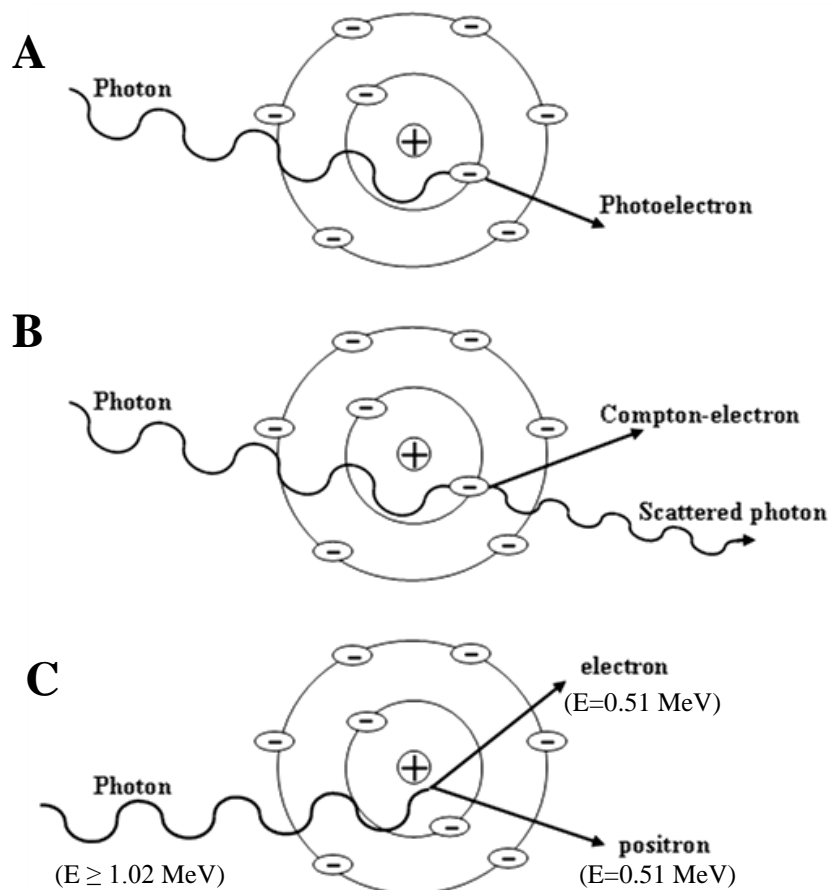 A
Photon
Photoelectron
B
Photon
Compton-electron
Scattered photon
C
electron
(E=0.51 MeV)
Photon
positron
(E ≥ 1.02 MeV)
(E=0.51 MeV)